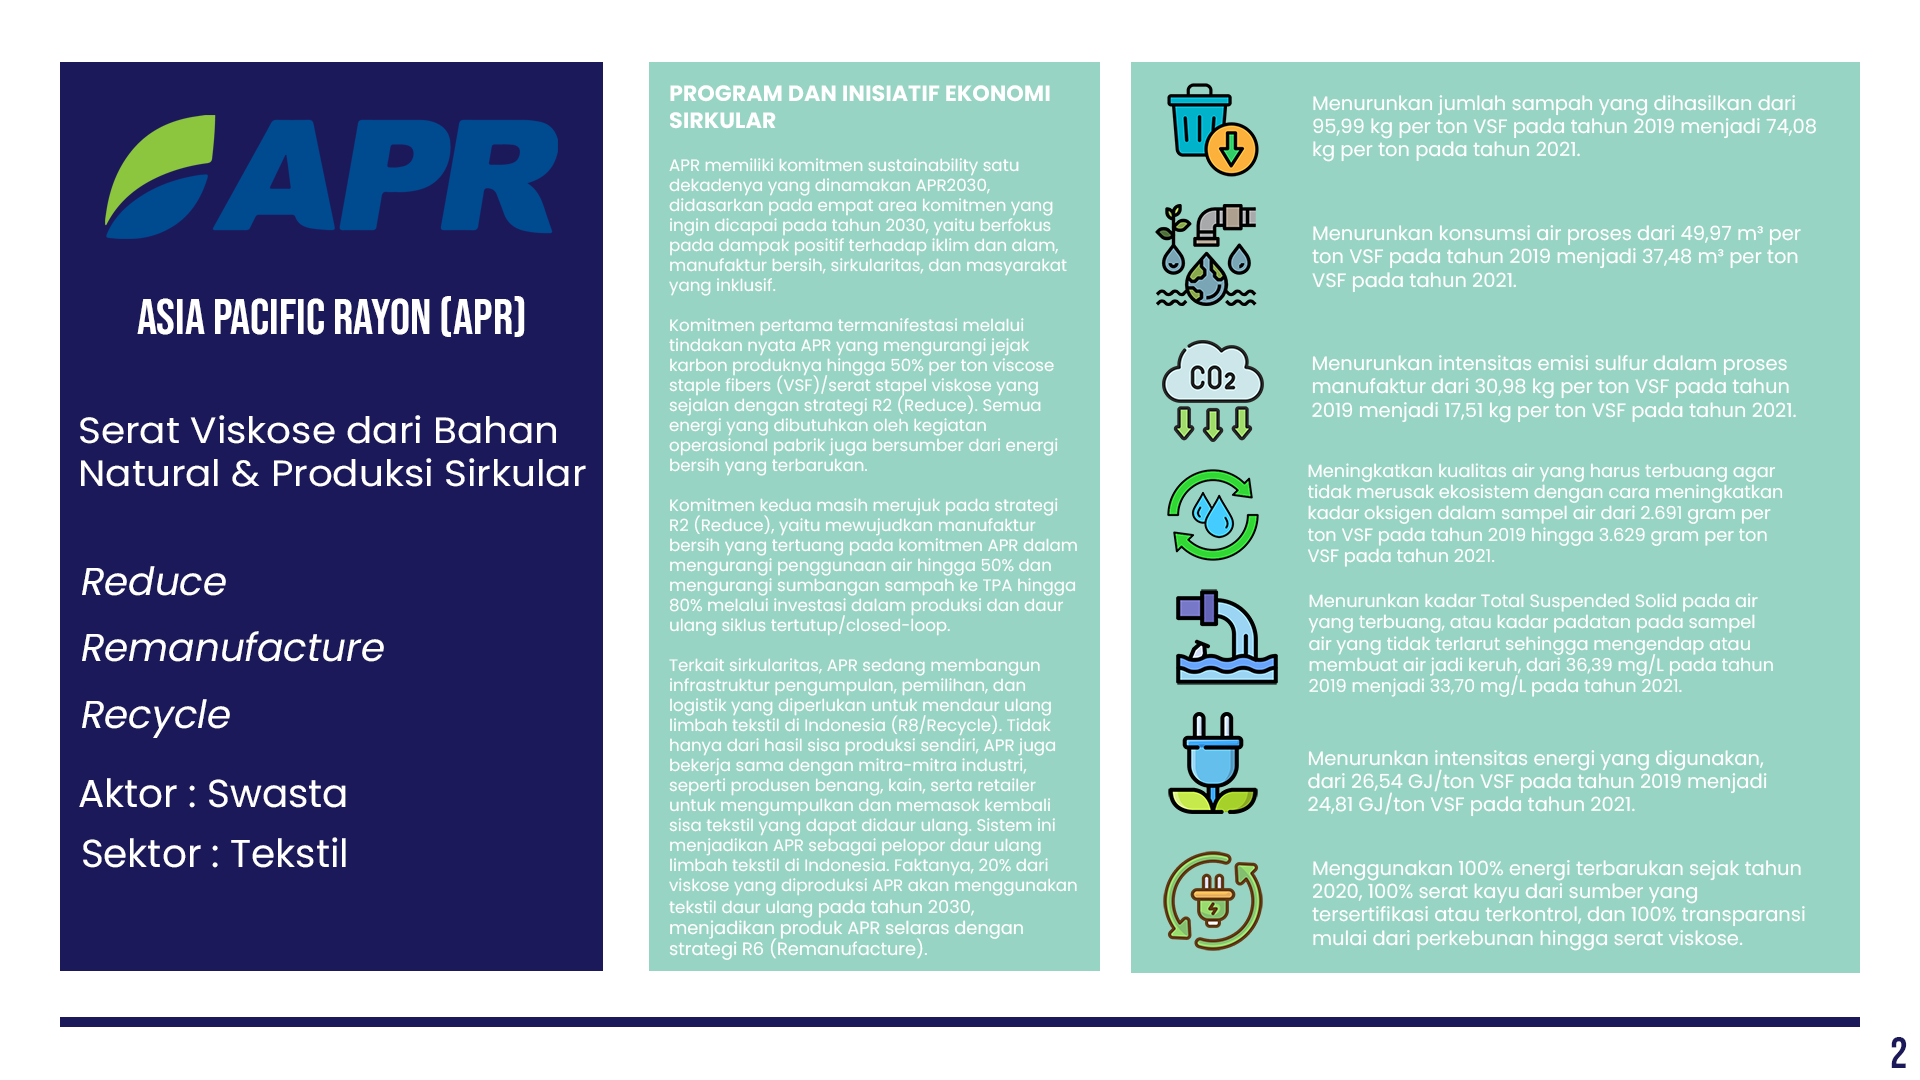 APR
ASIA PACIFIC RAYON (APR)
Serat Viskose dari Bahan
Natural & Produksi Sirkular
Reduce
Remanufacture
Recycle
Aktor : Swasta
Sektor : Tekstil
PROGRAM DAN INISIATIF EKONOMI
SIRKULAR
APR memiliki komitmen sustainability satu
dekadenya yang dinamakan APR2030,
didasarkan pada empat area komitmen yang
ingin dicapai pada tahun 2030, yaitu berfokus
pada dampak positif terhadap iklim dan alam,
manufaktur bersih, sirkularitas, dan masyarakat
yang inklusif.
Komitmen pertama termanifestasi melalui
tindakan nyata APR yang mengurangi jejak
karbon produknya hingga 50% per ton viscose
staple fibers (VSF)/serat stapel viskose yang
sejalan dengan strategi R2 (Reduce). Semua
energi yang dibutuhkan oleh kegiatan
operasional pabrik juga bersumber dari energi
bersih yang terbarukan.
Komitmen kedua masih merujuk pada strategi
R2 (Reduce), yaitu mewujudkan manufaktur
bersih yang tertuang pada komitmen APR dalam
mengurangi penggunaan air hingga 50% dan
mengurangi sumbangan sampah ke TPA hingga
80% melalui investasi dalam produksi dan daur
ulang siklus tertutup/closed-loop.
Terkait sirkularitas, APR sedang membangun
infrastruktur pengumpulan, pemilihan, dan
logistik yang diperlukan untuk mendaur ulang
limbah tekstil di Indonesia (R8/Recycle). Tidak
hanya dari hasil sisa produksi sendiri, APR juga
bekerja sama dengan mitra-mitra industri,
seperti produsen benang, kain, serta retailer
untuk mengumpulkan dan memasok kembali
sisa tekstil yang dapat didaur ulang. Sistem ini
menjadikan APR sebagai pelopor daur ulang
limbah tekstil di Indonesia. Faktanya, 20% dari
viskose yang diproduksi APR akan menggunakan
tekstil daur ulang pada tahun 2030,
menjadikan produk APR selaras dengan
strategi R6 (Remanufacture).
Menurunkan jumlah sampah yang dihasilkan dari
95,99 kg per ton VSF pada tahun 2019 menjadi 74,08
kg per ton pada tahun 2021.
Menurunkan konsumsi air proses dari 49,97 m³ per
ton VSF pada tahun 2019 menjadi 37,48 m³ per ton
VSF pada tahun 2021.
CO2
Menurunkan intensitas emisi sulfur dalam proses
manufaktur dari 30,98 kg per ton VSF pada tahun
2019 menjadi 17,51 kg per ton VSF pada tahun 2021.
Meningkatkan kualitas air yang harus terbuang agar
tidak merusak ekosistem dengan cara meningkatkan
kadar oksigen dalam sampel air dari 2.691 gram per
ton VSF pada tahun 2019 hingga 3.629 gram per ton
VSF pada tahun 2021.
Menurunkan kadar Total Suspended Solid pada air
yang terbuang, atau kadar padatan pada sampel
air yang tidak terlarut sehingga mengendap atau
membuat air jadi keruh, dari 36,39 mg/L pada tahun
2019 menjadi 33,70 mg/L pada tahun 2021.
Menurunkan intensitas energi yang digunakan,
dari 26,54 GJ/ton VSF pada tahun 2019 menjadi
24,81 GJ/ton VSF pada tahun 2021.
Menggunakan 100% energi terbarukan sejak tahun
2020, 100% serat kayu dari sumber yang
tersertifikasi atau terkontrol, dan 100% transparansi
mulai dari perkebunan hingga serat viskose.
2